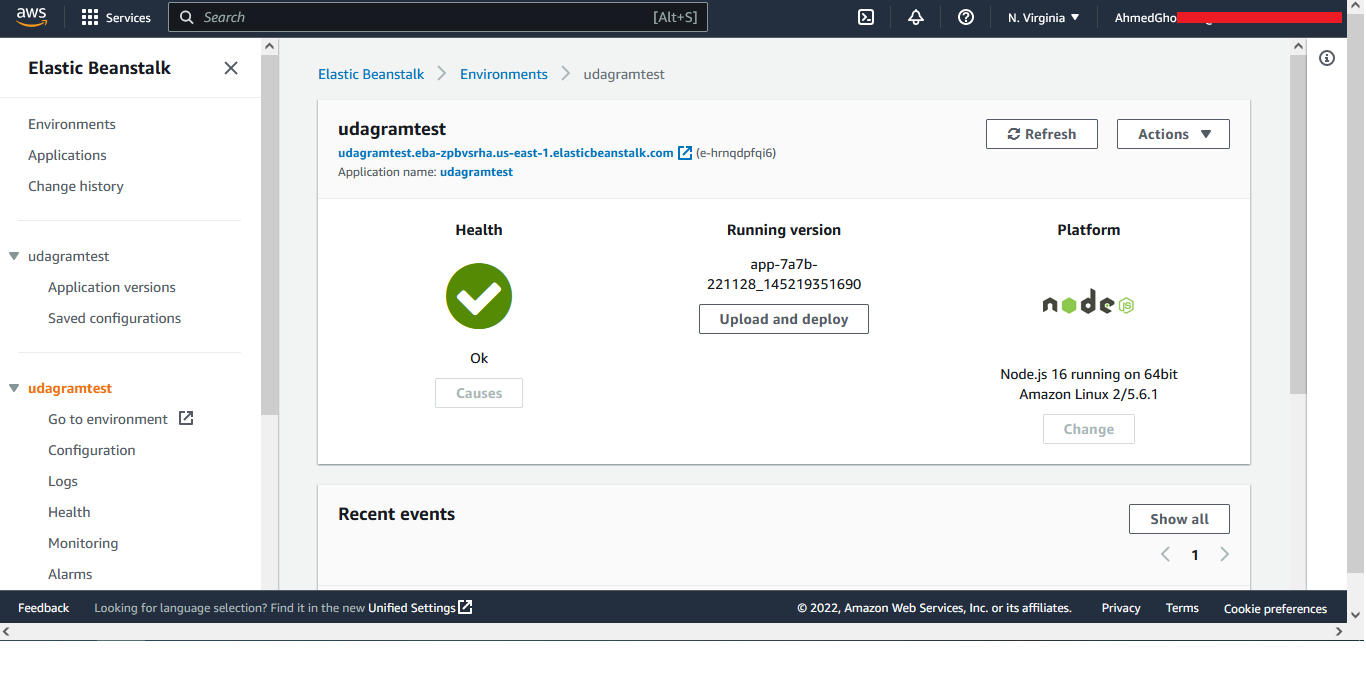 aws
Services
Search [Alt+S]
N. Virginia
AhmedGho
Elastic Beanstalk
Environments
Applications
Change history
udagramtest
Application versions
Saved configurations
udagramtest
Go to environment
Configuration
Logs
Health
Monitoring
Alarms
Elastic Beanstalk Environments udagramtest
udagramtest
udagramtest.eba-zpbvsrha.us-east-1.elasticbeanstalk.com (e-hrnqdpfqi6)
Application name: udagramtest
Refresh
Actions
Health
Ok
Causes
Running version
app-7a7b-
221128_145219351690
Upload and deploy
Platform
node
JS
Node.js 16 running on 64bit
Amazon Linux 2/5.6.1
Change
Recent events
Show all
1
Feedback
Looking for language selection? Find it in the new Unified Settings
© 2022, Amazon Web Services, Inc. or its affiliates.
Privacy
Terms
Cookie preferences